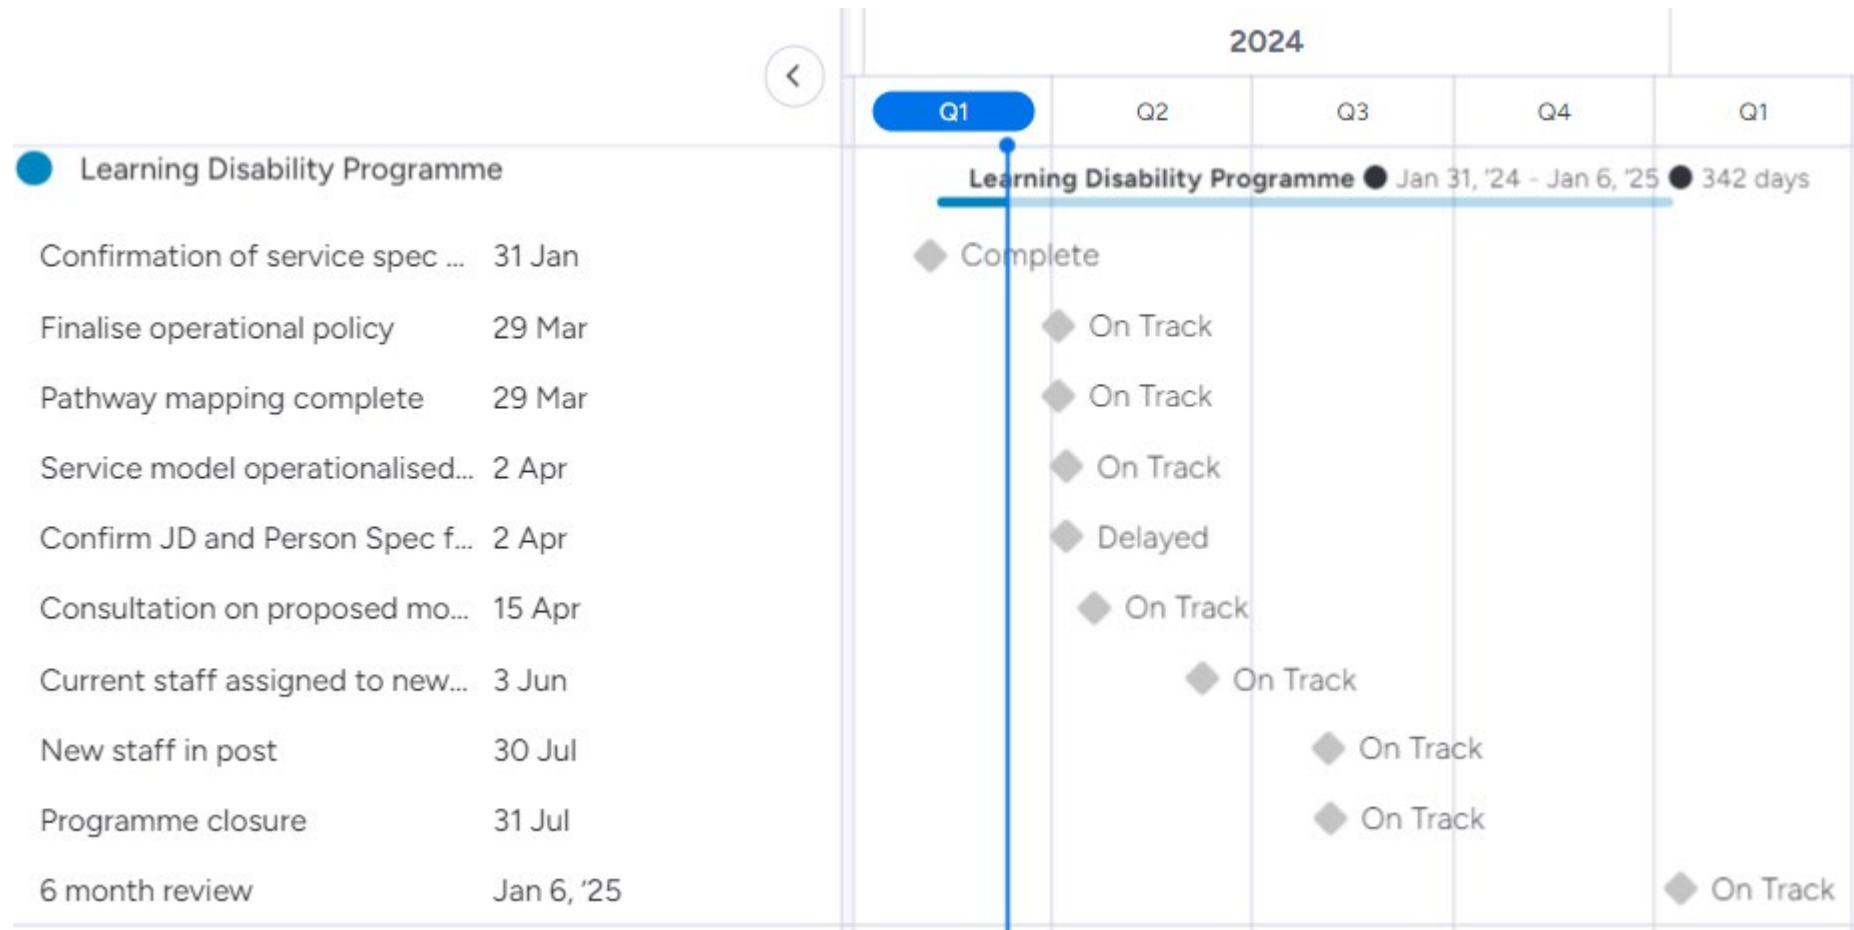 2024
Q1 Q2 Q3 Q4 Q1
Learning Disability Programme
Learning Disability Programme ● Jan 31, '24 - Jan 6, '25 ● 342 days
Confirmation of service spec ... 31 Jan Complete
Finalise operational policy 29 Mar On Track
Pathway mapping complete 29 Mar On Track
Service model operationalised... 2 Apr On Track
Confirm JD and Person Spec f... 2 Apr Delayed
Consultation on proposed mo... 15 Apr On Track
Current staff assigned to new... 3 Jun On Track
New staff in post 30 Jul On Track
Programme closure 31 Jul On Track
6 month review Jan 6, '25 On Track